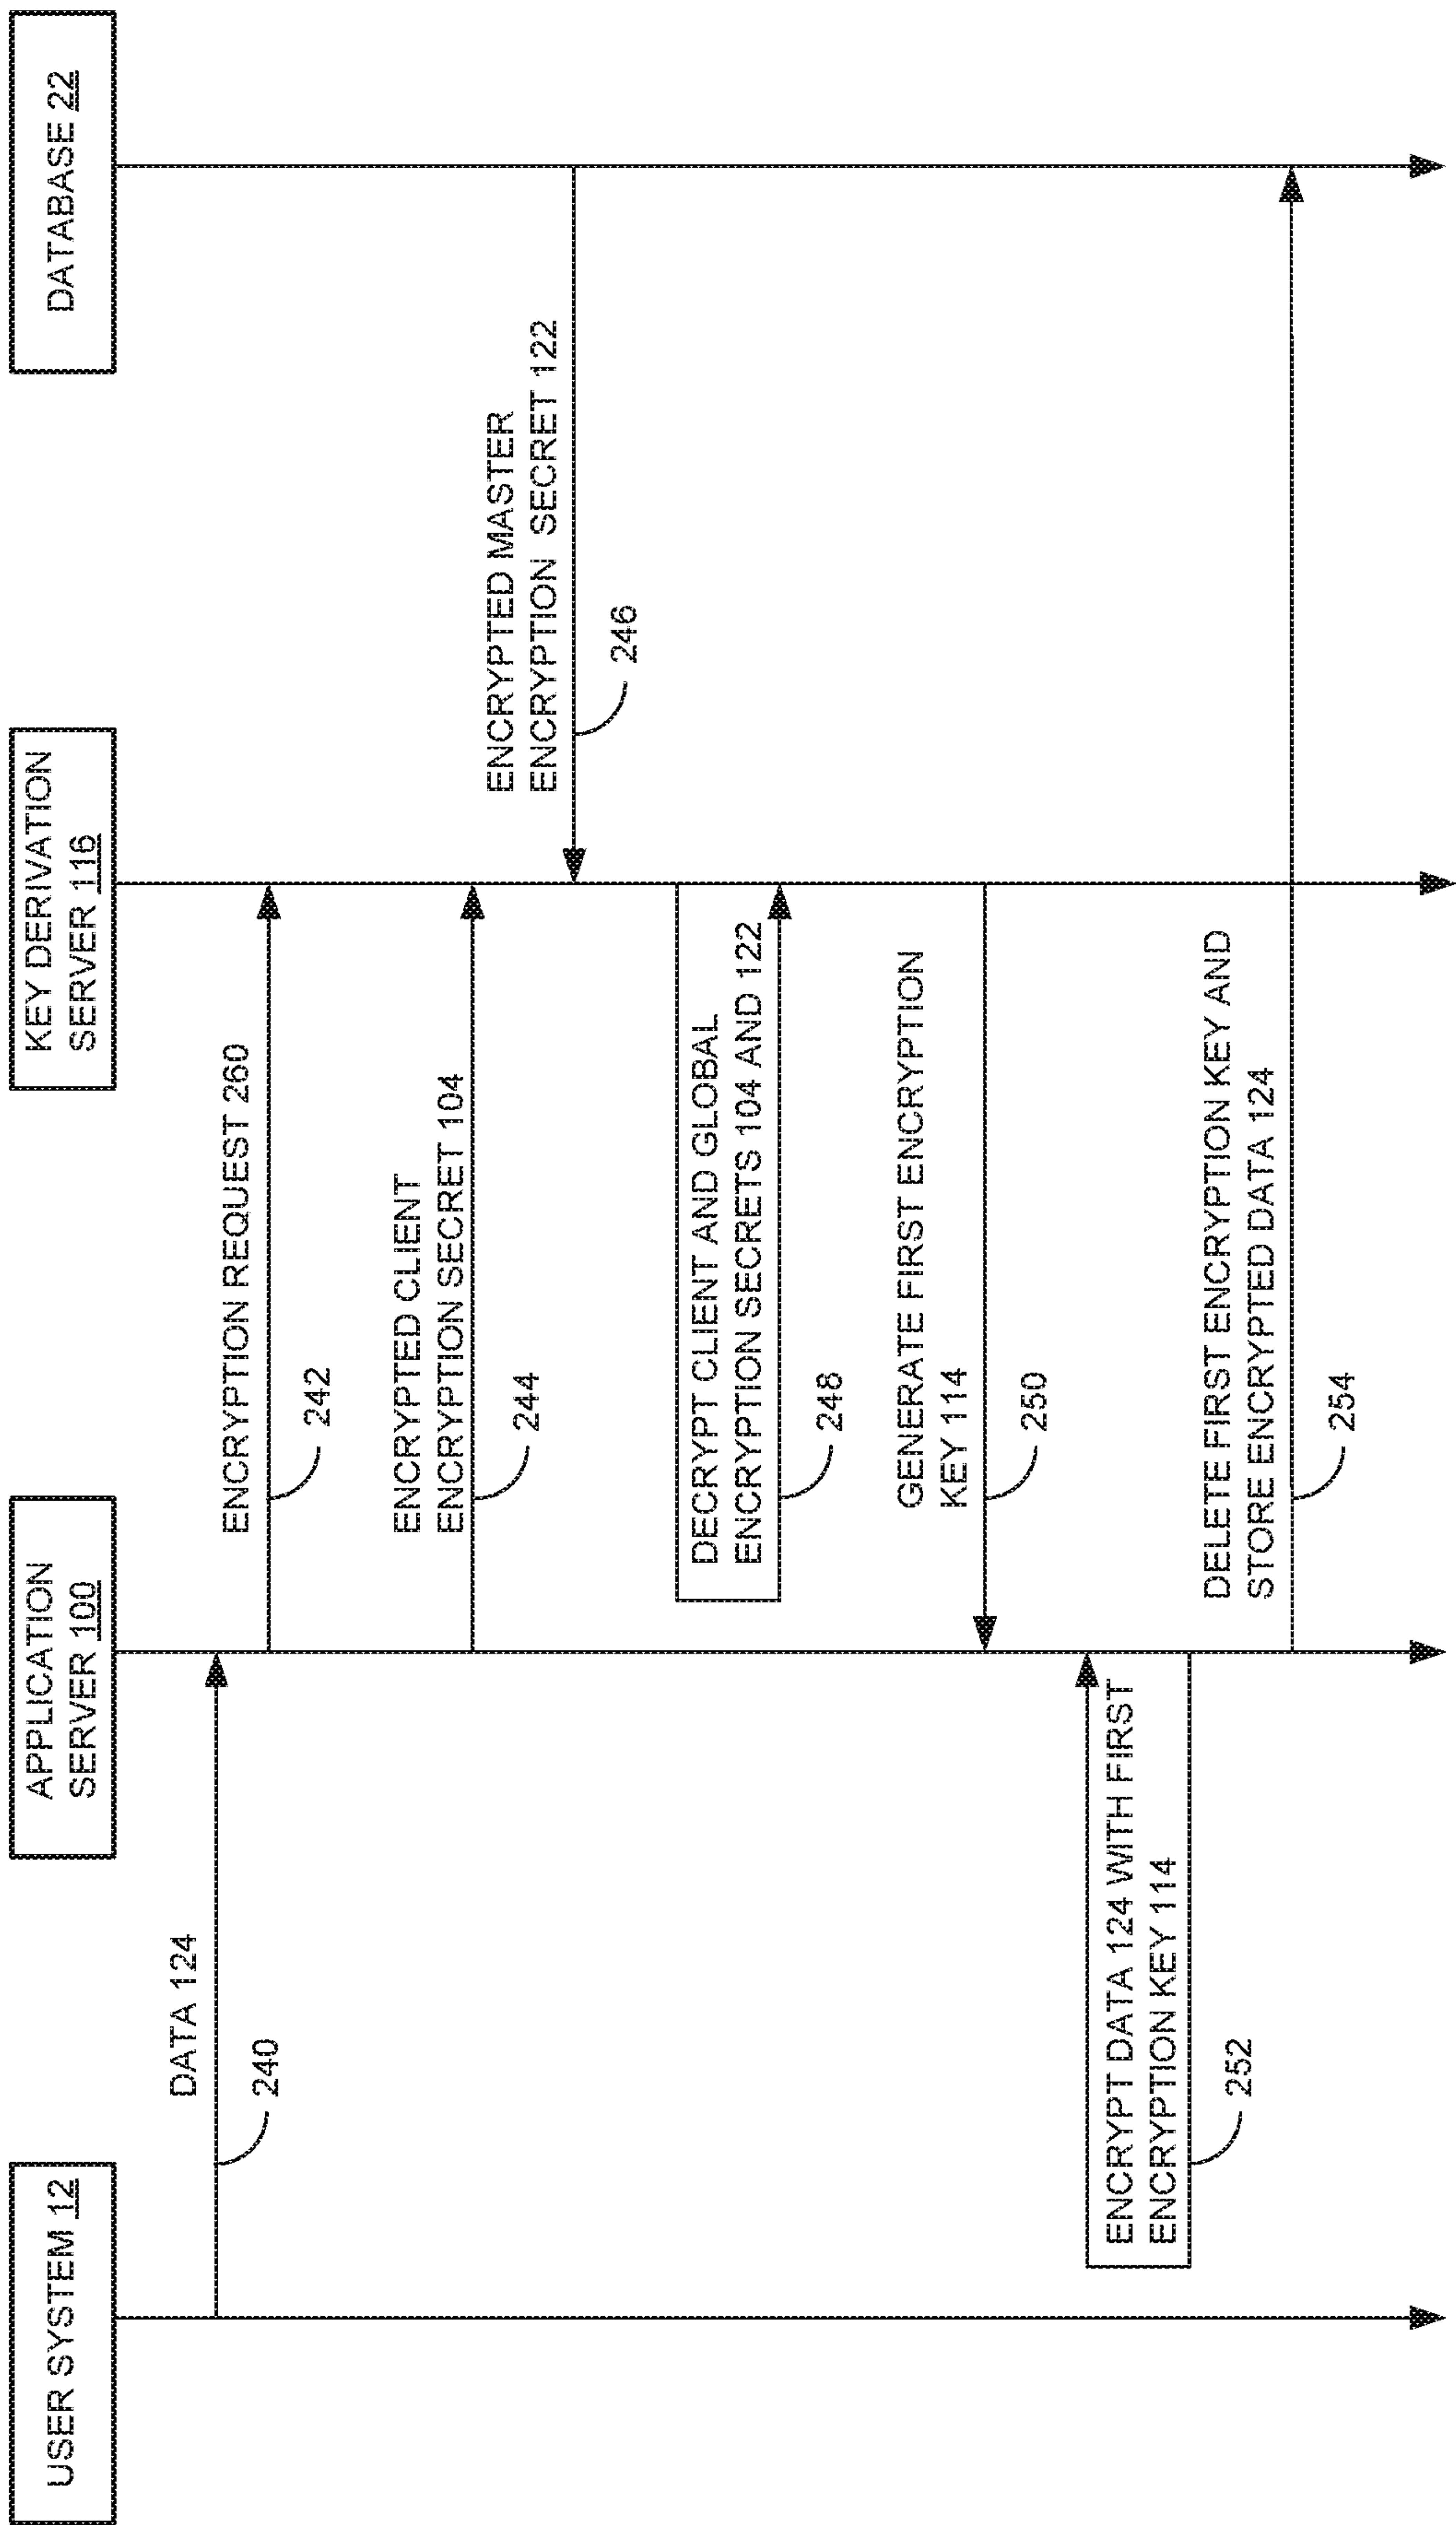 USER SYSTEM 12
APPLICATION
SERVER 100
KEY DERIVATION
SERVER 116
DATABASE 22
DATA 124
240
ENCRYPTION REQUEST 260
242
ENCRYPTED CLIENT
ENCRYPTION SECRET 104
244
ENCRYPTED MASTER
ENCRYPTION SECRET 122
246
DECRYPT CLIENT AND GLOBAL
ENCRYPTION SECRETS 104 AND 122
248
GENERATE FIRST ENCRYPTION
KEY 114
250
ENCRYPT DATA 124 WITH FIRST
ENCRYPTION KEY 114
252
DELETE FIRST ENCRYPTION KEY AND
STORE ENCRYPTED DATA 124
254